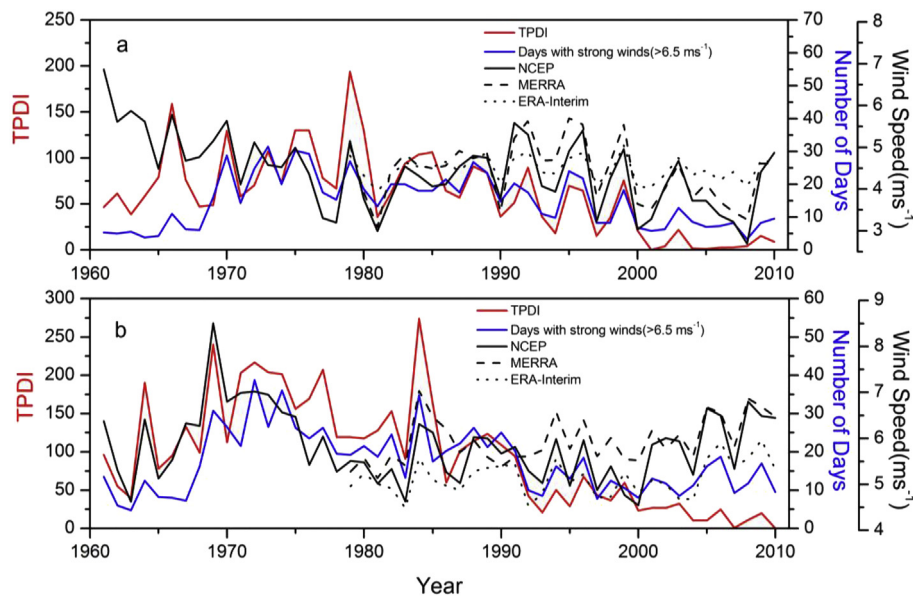 a
TPDI
Days with strong winds(>6.5 ms⁻¹)
NCEP
MERRA
ERA-Interim
250
200
150
100
50
0
TPDI
70
60
50
40
30
20
10
0
Number of Days
8
7
6
5
4
3
Wind Speed(ms⁻¹)
1960 1970 1980 1990 2000 2010
b
TPDI
Days with strong winds(>6.5 ms⁻¹)
NCEP
MERRA
ERA-Interim
300
250
200
150
100
50
0
TPDI
60
50
40
30
20
10
0
Number of Days
9
8
7
6
5
4
Wind Speed(ms⁻¹)
1960 1970 1980 1990 2000 2010
Year